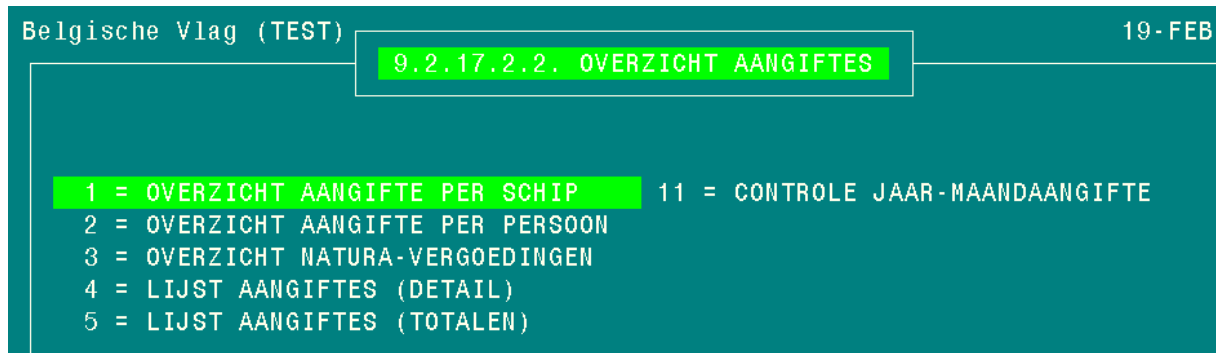 Belgische Vlag (TEST) 19-FEB
9.2.17.2.2. OVERZICHT AANGIFTES
1 = OVERZICHT AANGIFTE PER SCHIP 11 = CONTROLE JAAR-MAANDAANGIFTE
2 = OVERZICHT AANGIFTE PER PERSOON
3 = OVERZICHT NATURA-VERGOEDINGEN
4 = LIJST AANGIFTES (DETAIL)
5 = LIJST AANGIFTES (TOTALEN)